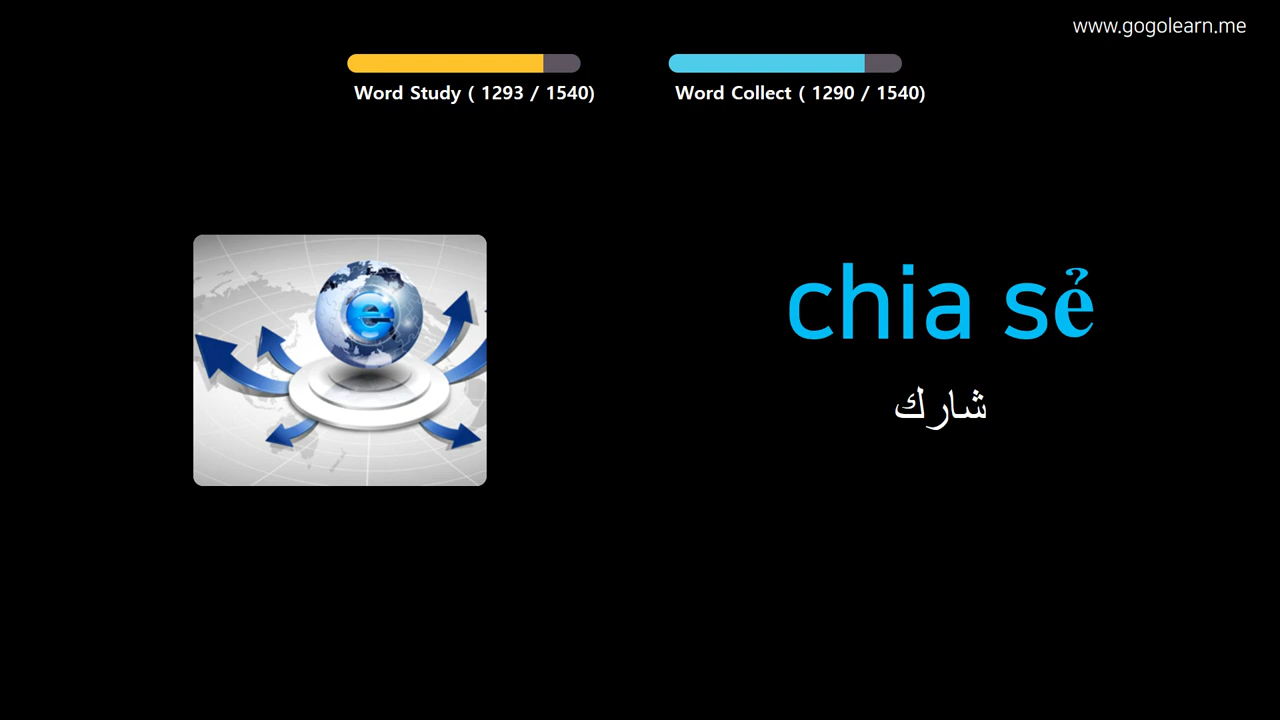 www.gogolearn.me
Word Study ( 1293 / 1540)
Word Collect ( 1290 / 1540)
e
chia sẻ
شارك